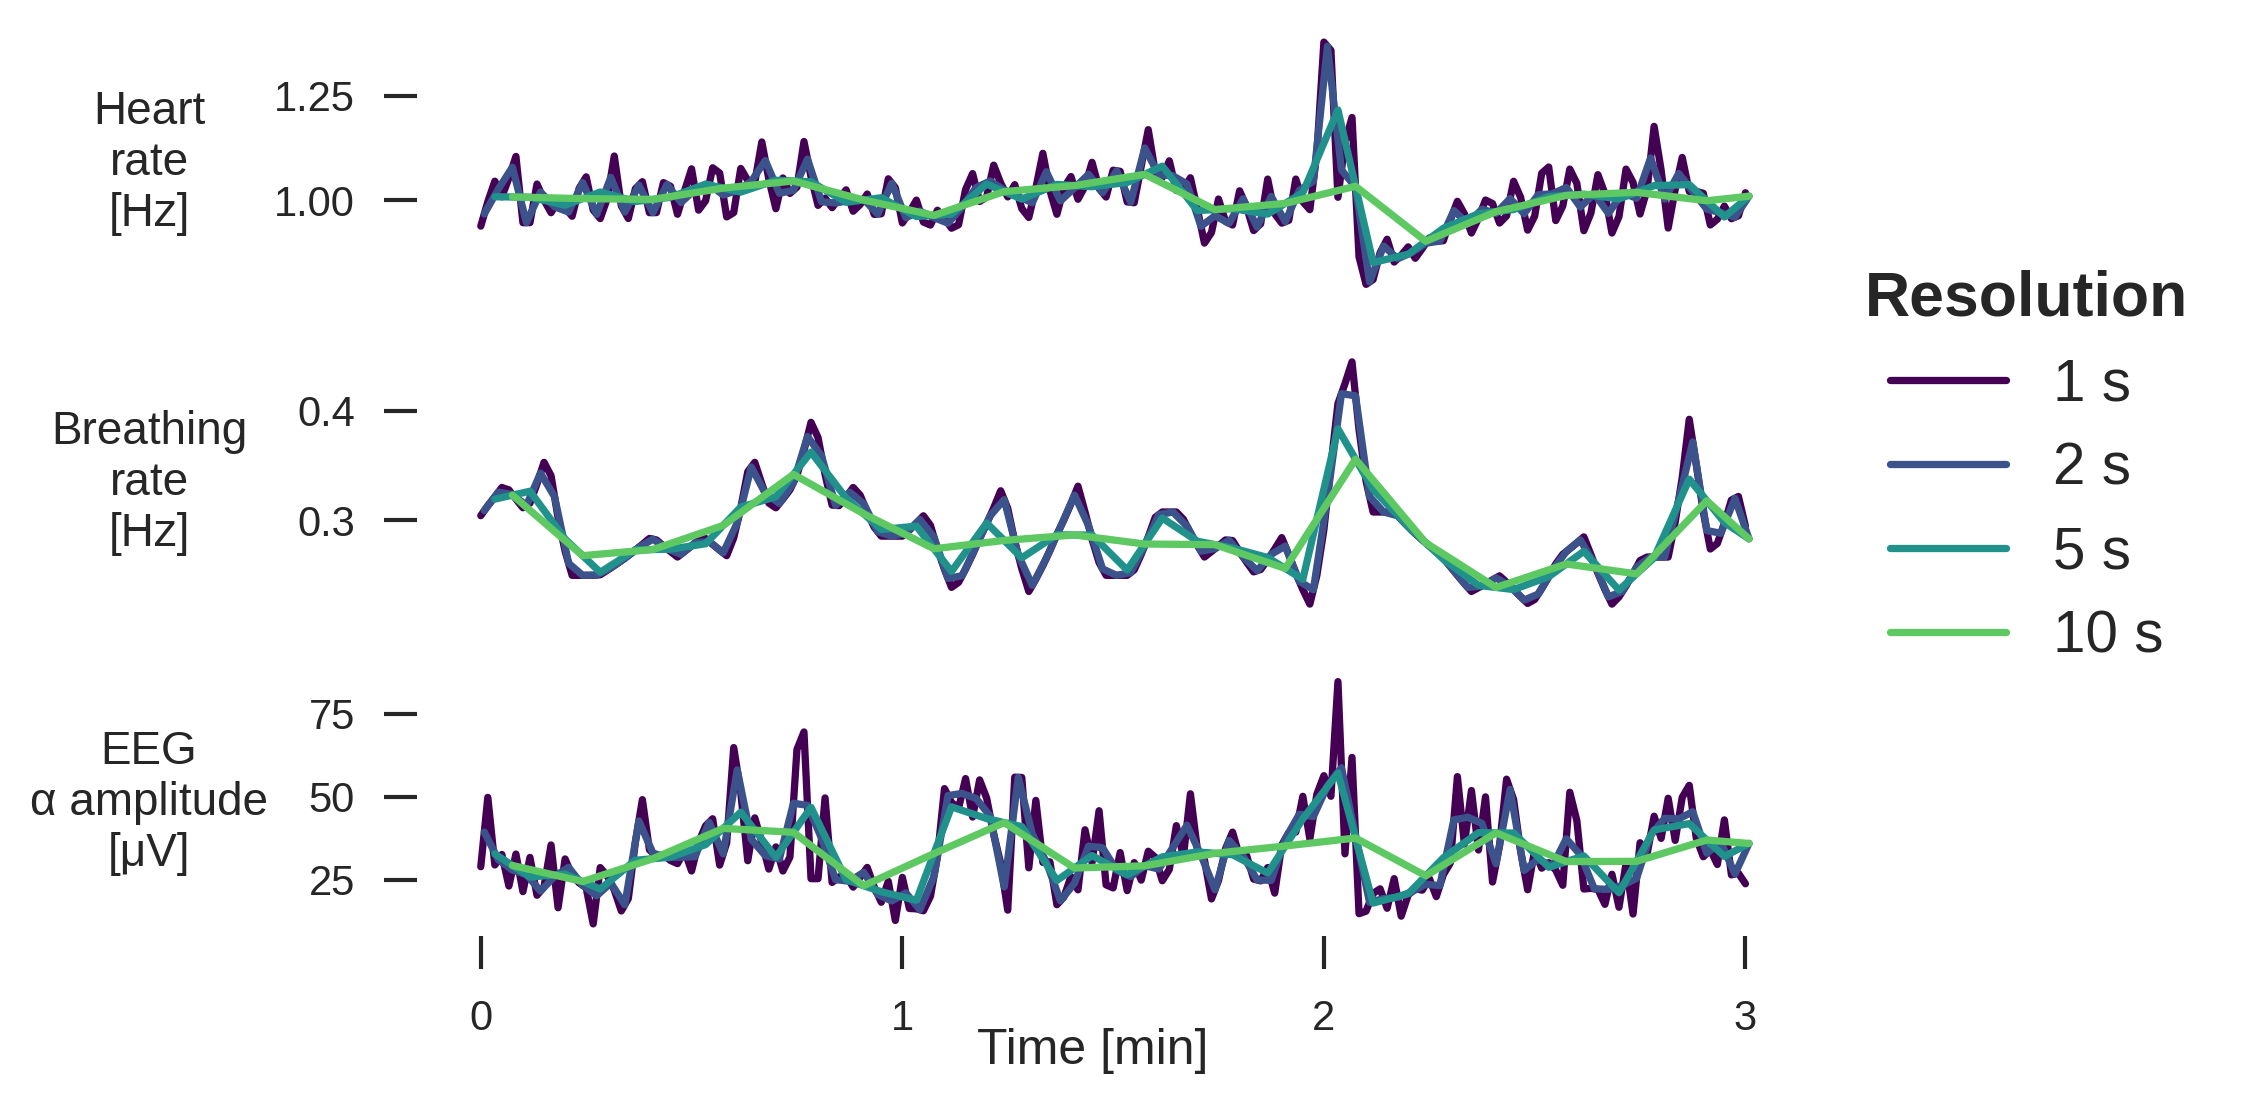 Heart
rate
[Hz]
1.25
1.00
Breathing
rate
[Hz]
0.4
0.3
EEG
α amplitude
[μV]
75
50
25
0
1
2
3
Time [min]
Resolution
1 s
2 s
5 s
10 s